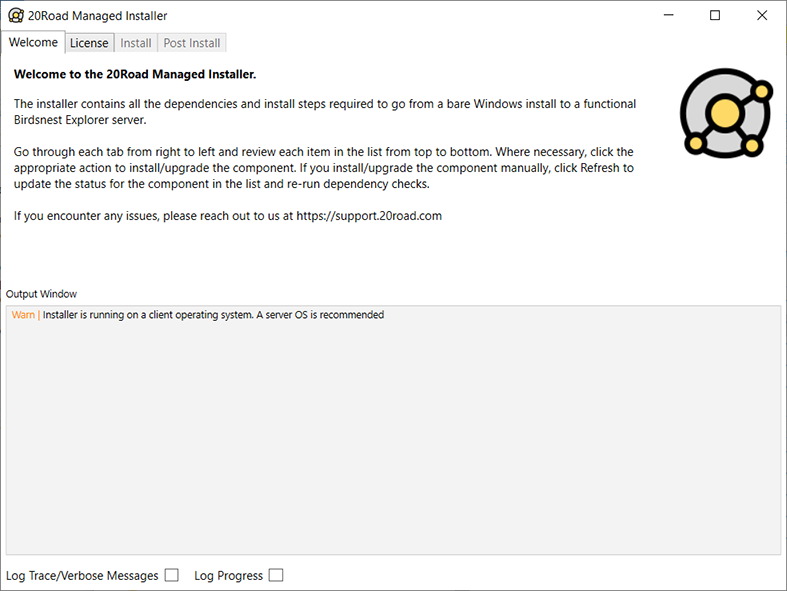 20Road Managed Installer
Welcome License Install Post Install
Welcome to the 20Road Managed Installer.
The installer contains all the dependencies and install steps required to go from a bare Windows install to a functional
Birdsnest Explorer server.
Go through each tab from right to left and review each item in the list from top to bottom. Where necessary, click the
appropriate action to install/upgrade the component. If you install/upgrade the component manually, click Refresh to
update the status for the component in the list and re-run dependency checks.
If you encounter any issues, please reach out to us at https://support.20road.com
Output Window
Warn | Installer is running on a client operating system. A server OS is recommended
Log Trace/Verbose Messages Log Progress